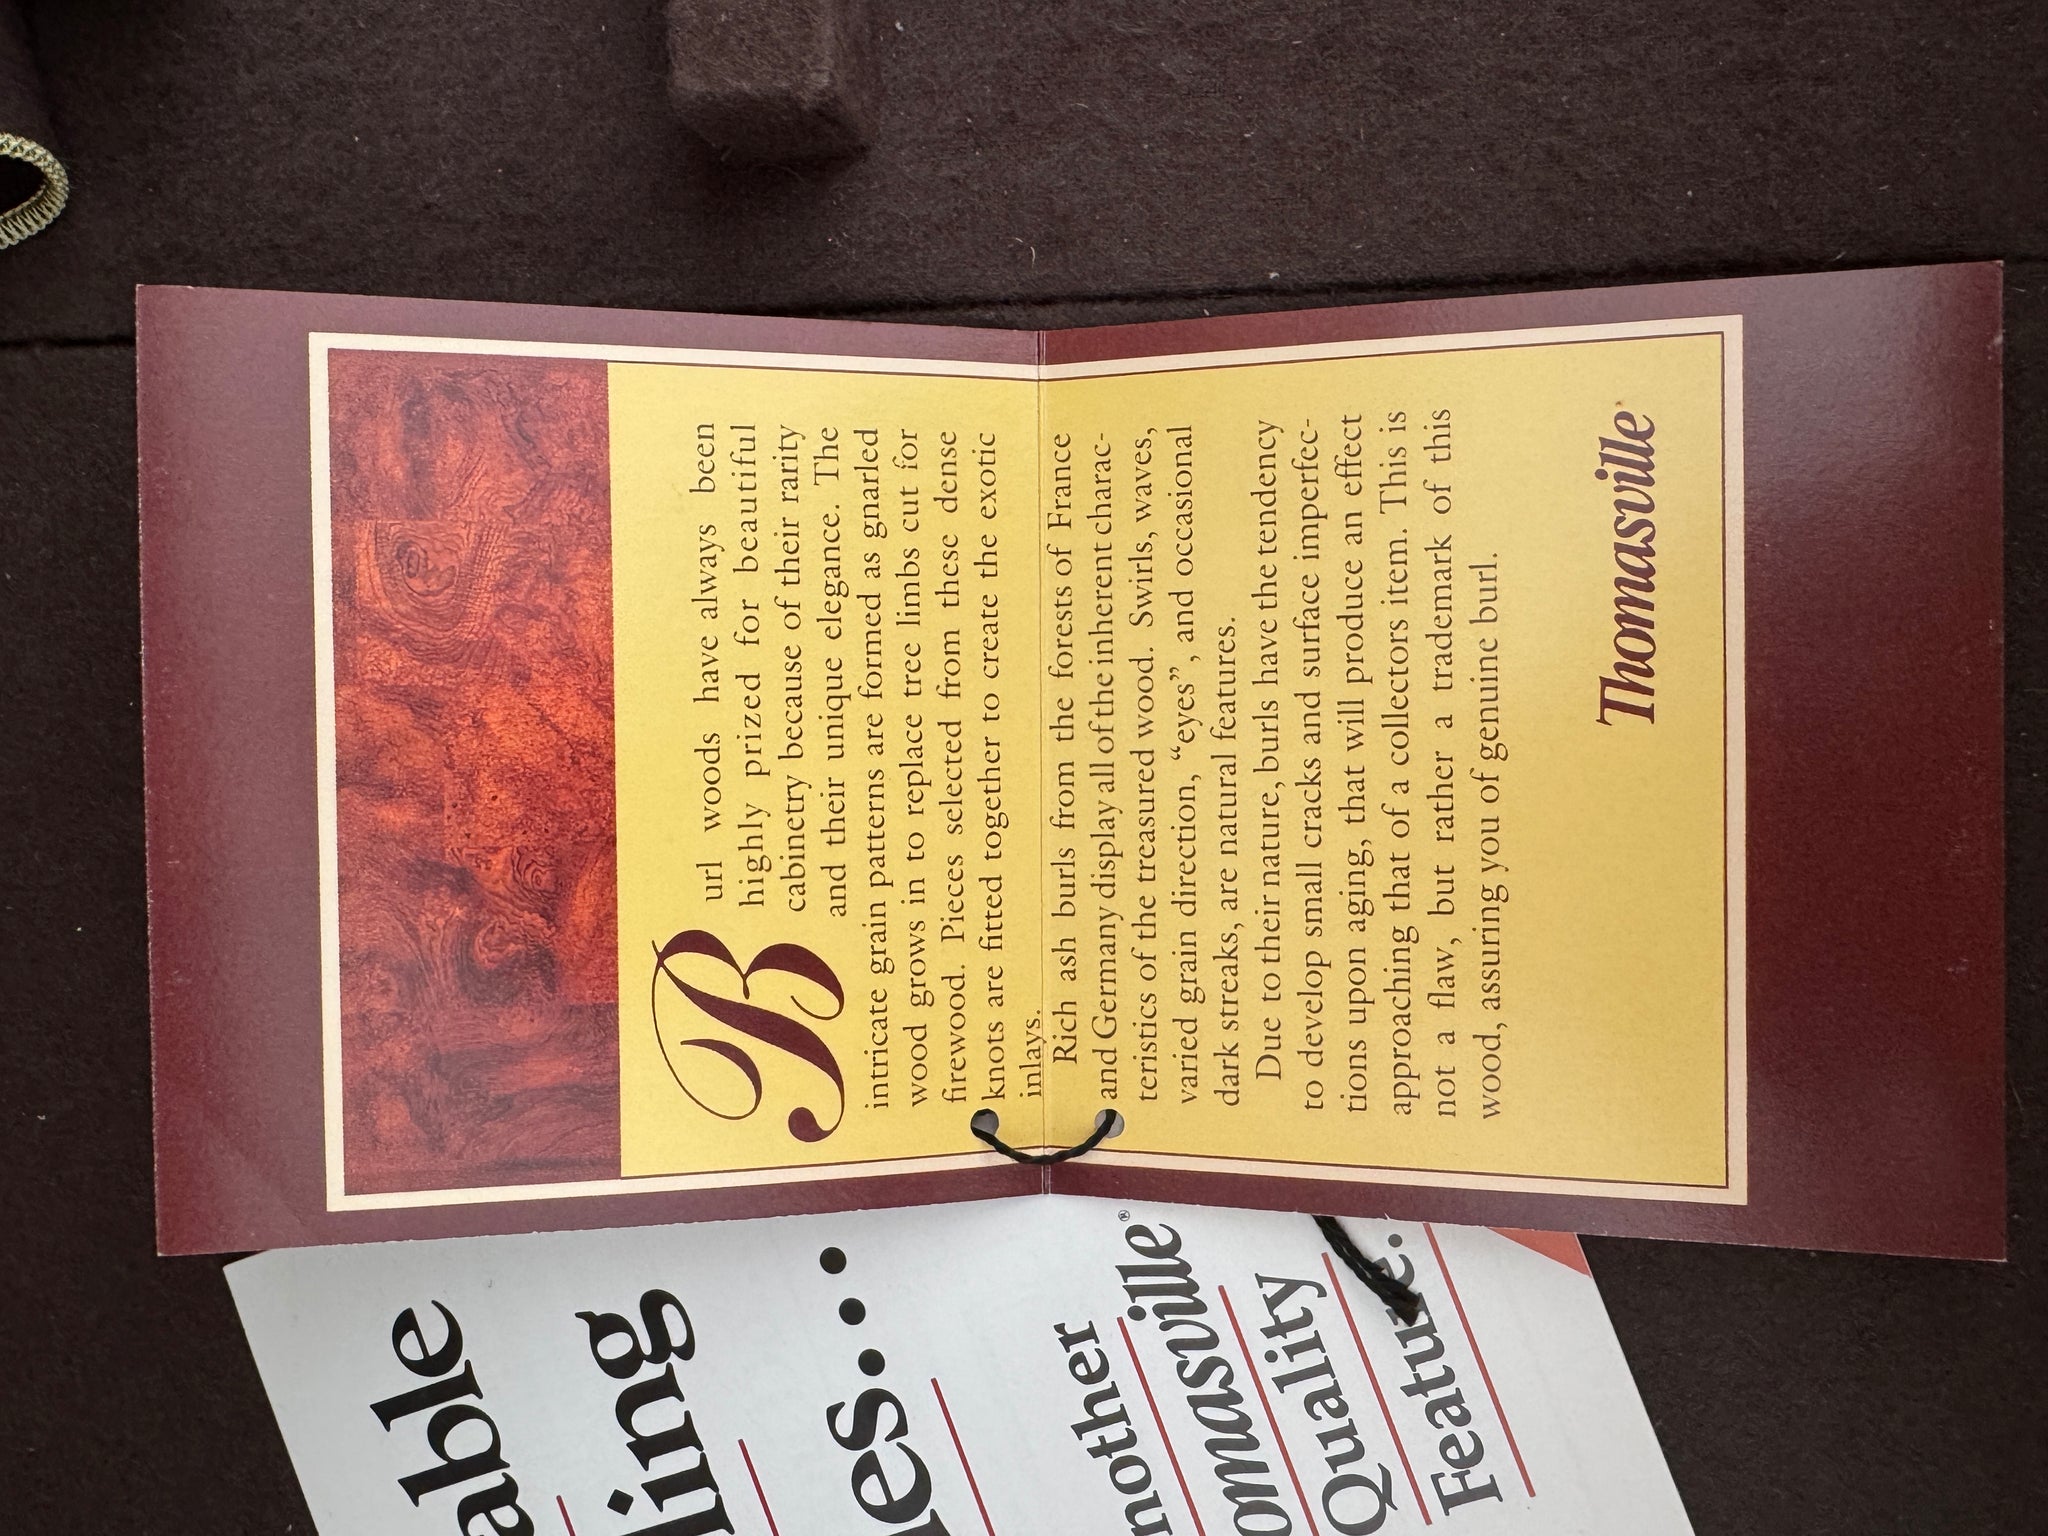 Burl woods have always been
highly prized for beautiful
cabinetry because of their rarity
and their unique elegance. The
intricate grain patterns are formed as gnarled
wood grows in to replace tree limbs cut for
firewood. Pieces selected from these dense
knots are fitted together to create the exotic
inlays.
Rich ash burls from the forests of France
and Germany display all of the inherent charac-
teristics of the treasured wood. Swirls, waves,
varied grain direction, “eyes”, and occasional
dark streaks, are natural features.
Due to their nature, burls have the tendency
to develop small cracks and surface imperfec-
tions upon aging, that will produce an effect
approaching that of a collectors item. This is
not a flaw, but rather a trademark of this
wood, assuring you of genuine burl.
Thomasville
able
ling
es...
nother
omasville®
Quality
Feature.